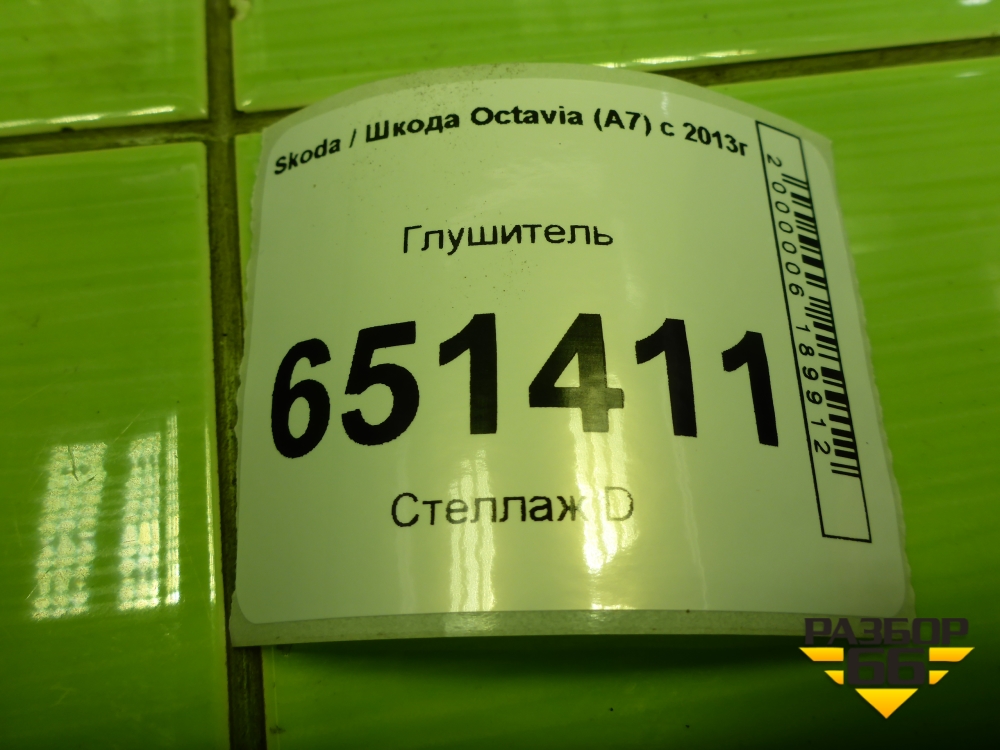 Skoda / Шкода Octavia (A7) с 2013г
Глушитель
651411
Стеллаж D
2000006189912
РАЗБОР
66